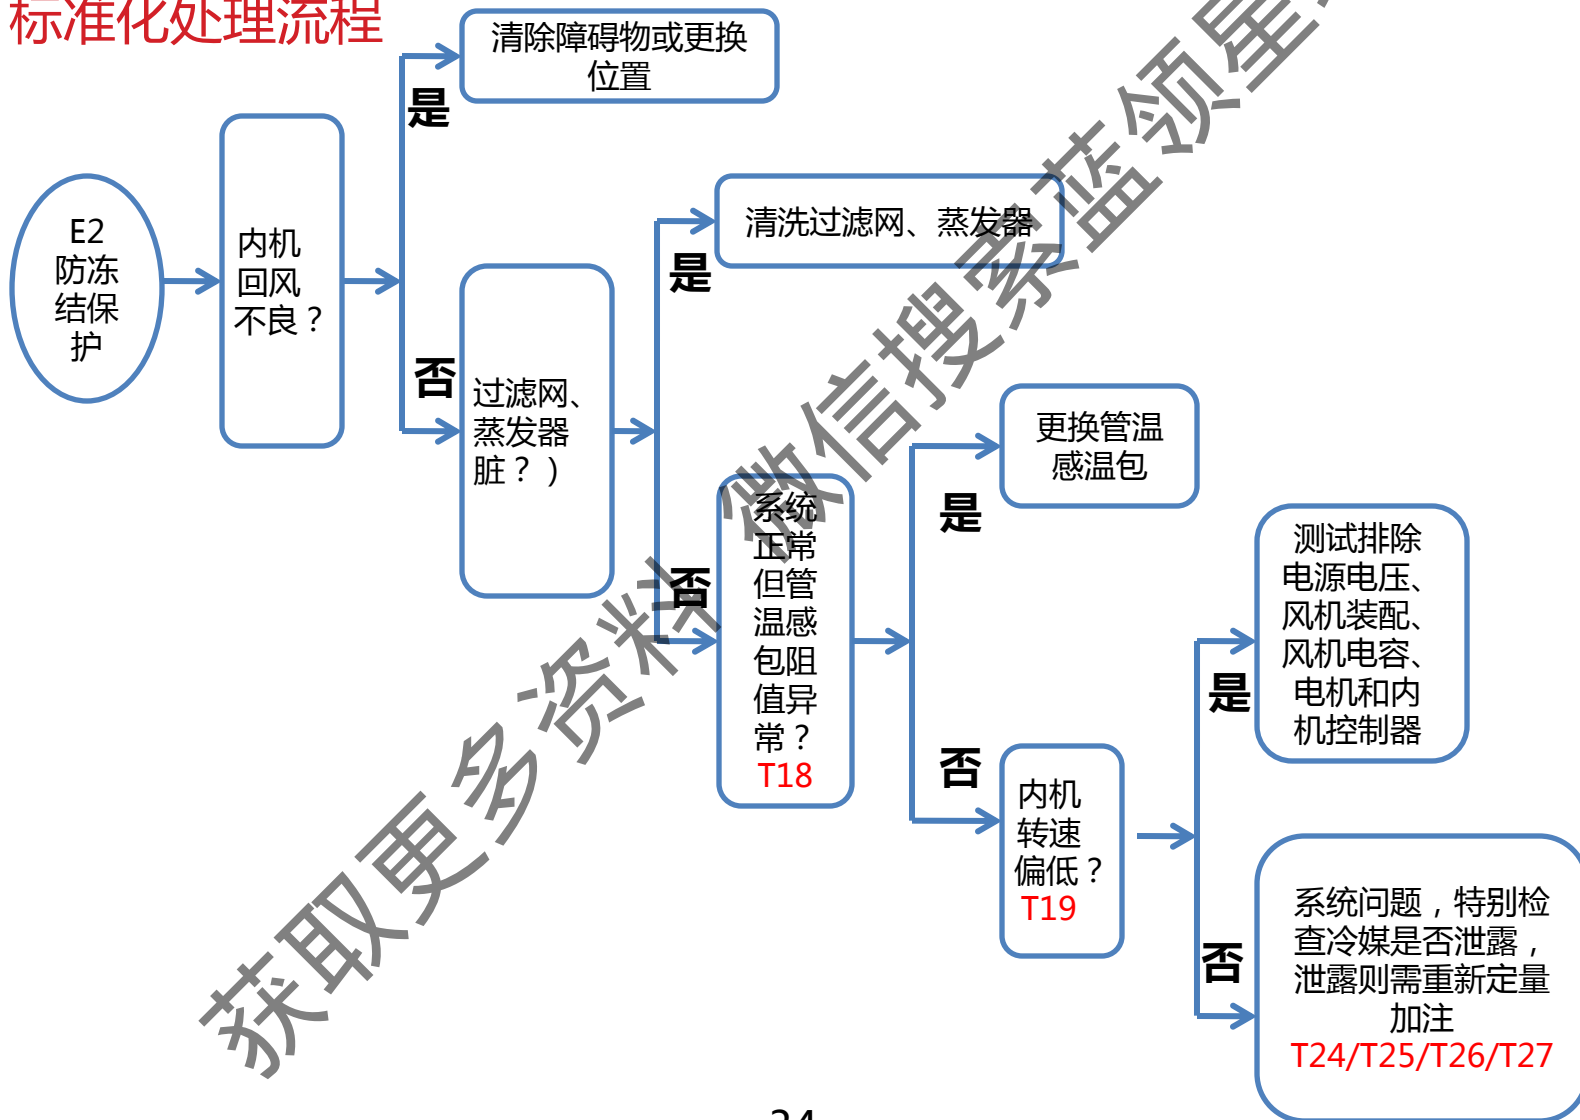 标准化处理流程
清除障碍物或更换
位置
是
E2
防冻
结保
护
内机
回风
不良？
否
过滤网、
蒸发器
脏？）
是
清洗过滤网、蒸发器
否
系统
正常
但管
温感
包阻
值异
常？
T18
是
更换管温
感温包
否
内机
转速
偏低？
T19
是
测试排除
电源电压、
风机装配、
风机电容、
电机和内
机控制器
否
系统问题，特别检
查冷媒是否泄露，
泄露则需重新定量
加注
T24/T25/T26/T27
获取更多资料 微信搜索蓝领星
24